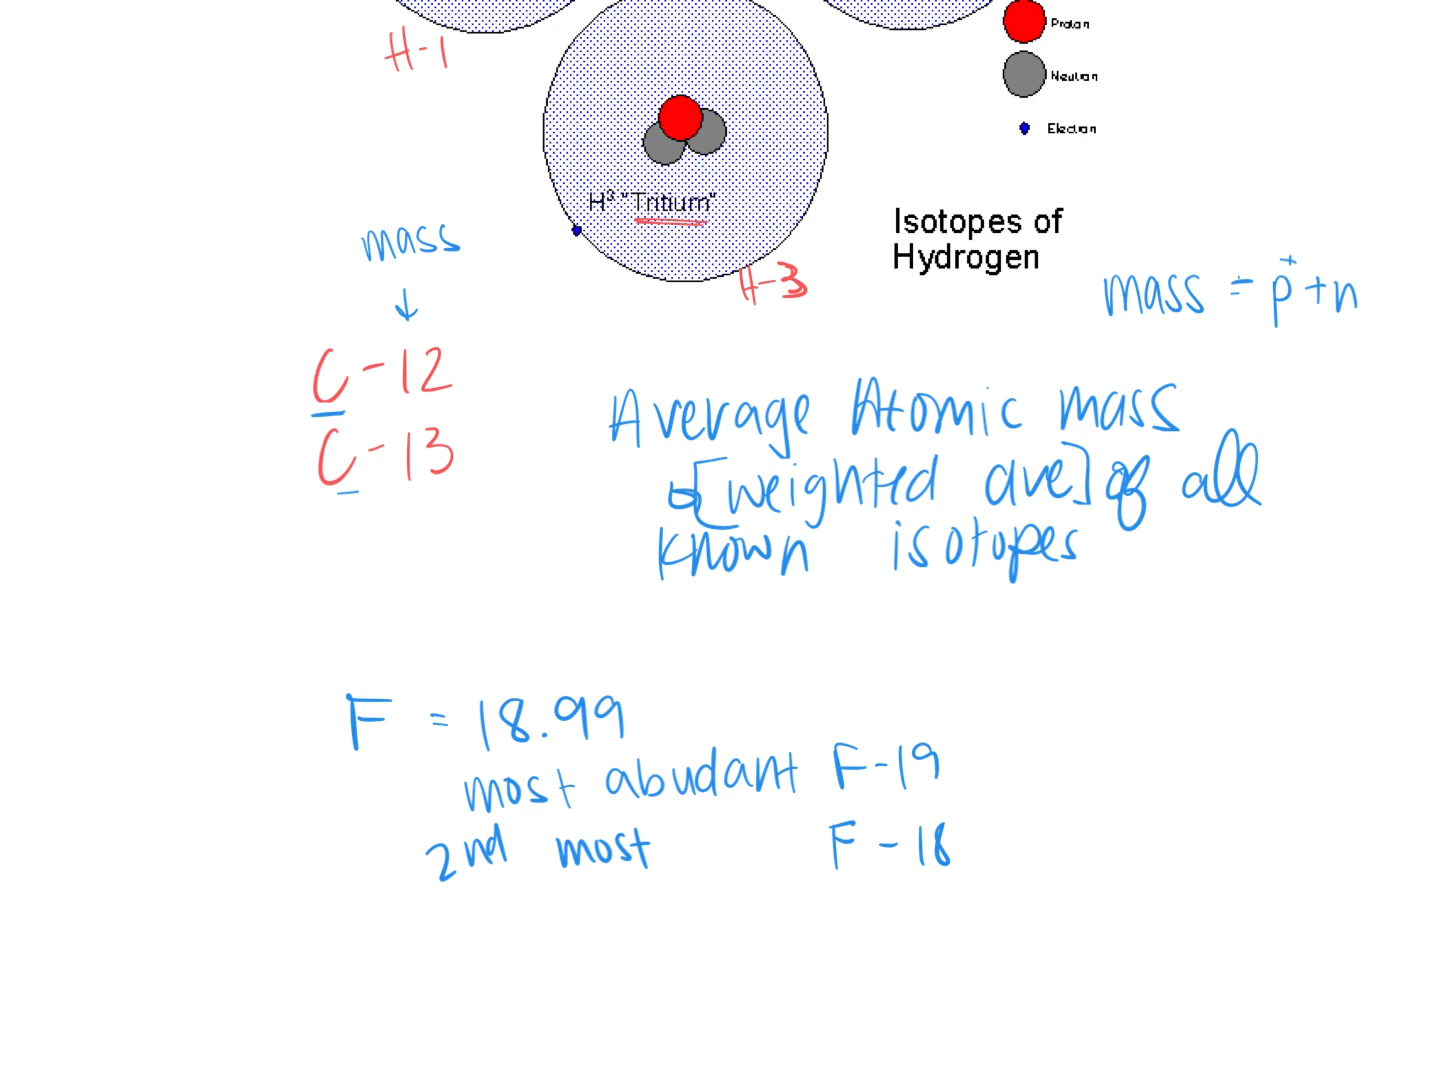 Proton
H-1
Neutron
Electron
H³ "Tritium"
Isotopes of
Hydrogen
mass
H-3
mass = p⁺+n
↓
C-12
C-13
Average Atomic mass
↳[weighted ave] of all
known isotopes
F = 18.99
most abudant F-19
2nd most F-18